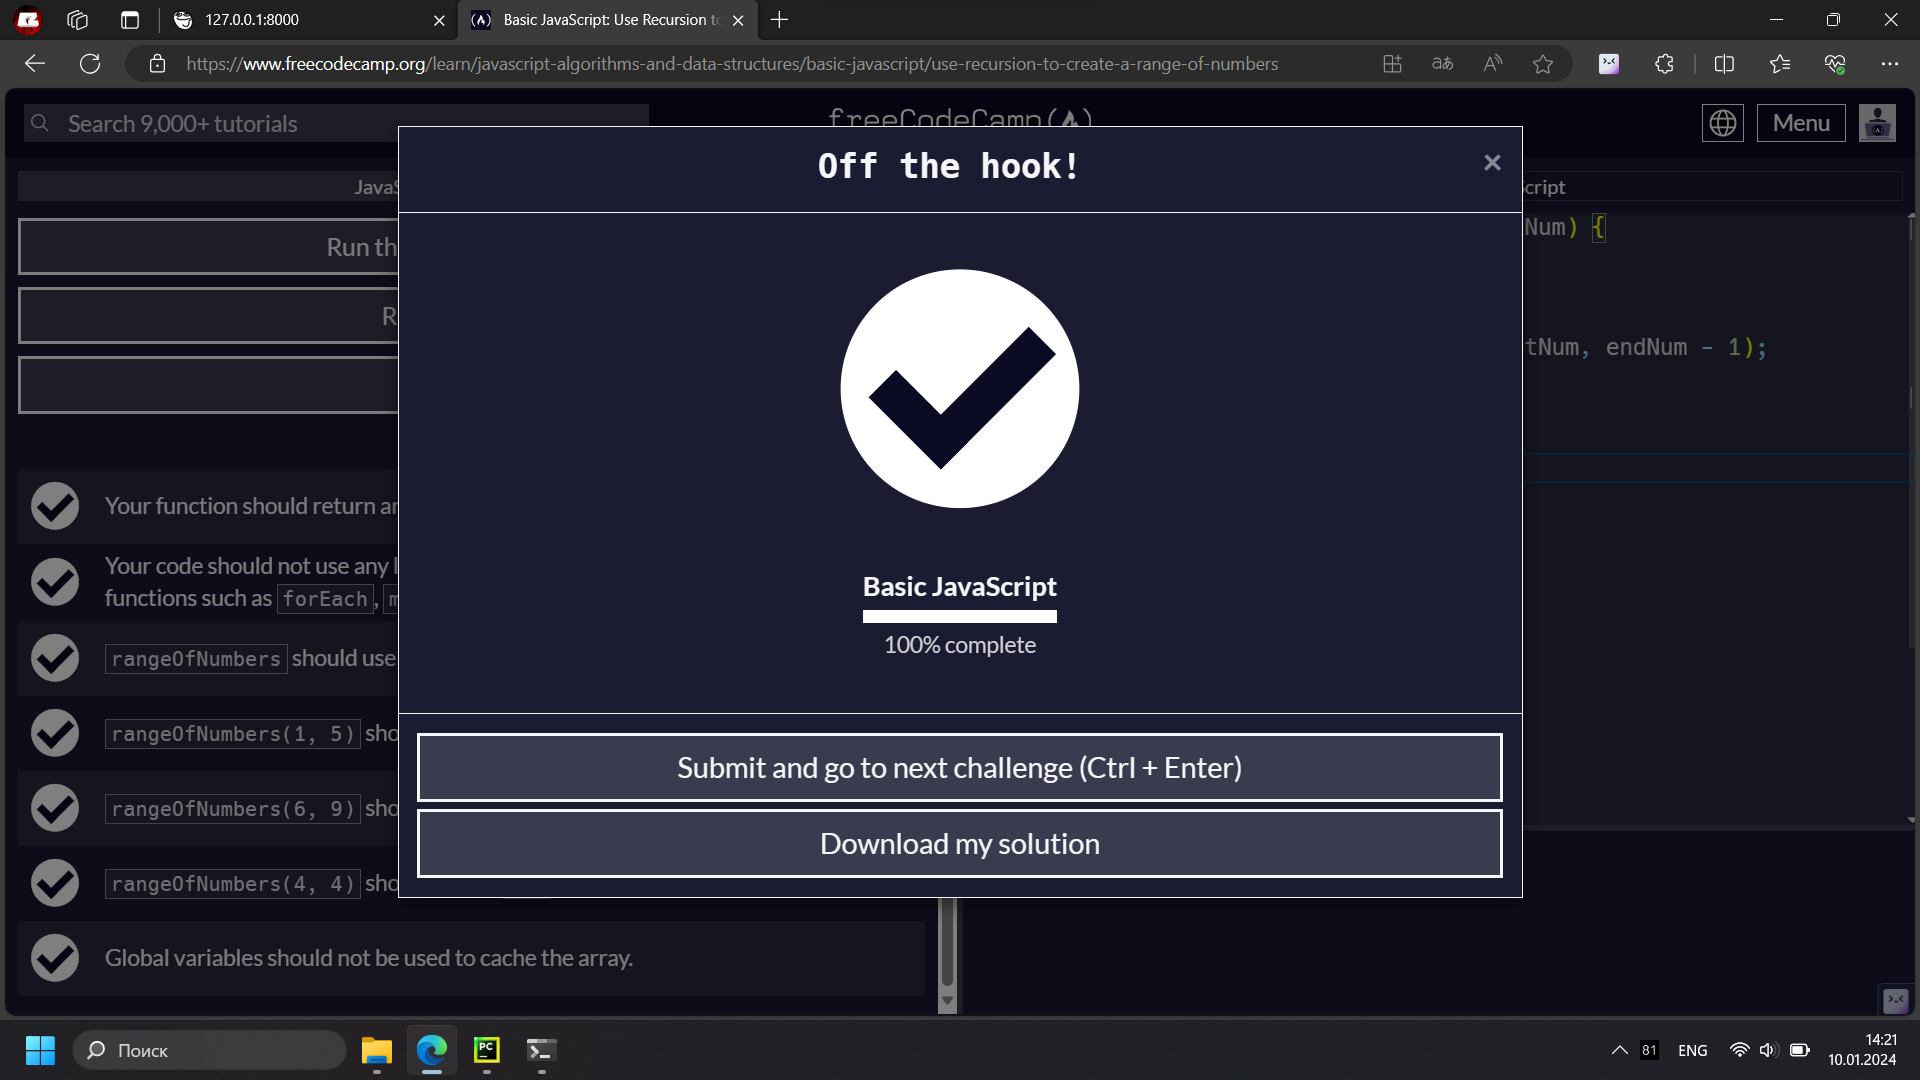 127.0.0.1:8000
Basic JavaScript: Use Recursion to
https://www.freecodecamp.org/learn/javascript-algorithms-and-data-structures/basic-javascript/use-recursion-to-create-a-range-of-numbers
Search 9,000+ tutorials
freeCodeCamp
Menu
Off the hook!
Num) {
tNum, endNum - 1);
Run th
Your function should return
Your code should not use any
functions such as forEach,
rangeOfNumbers should use
rangeOfNumbers(1, 5) sho
rangeOfNumbers(6, 9) sho
rangeOfNumbers(4, 4) sho
Global variables should not be used to cache the array.
Basic JavaScript
100% complete
Submit and go to next challenge (Ctrl + Enter)
Download my solution
Поиск
PC
81
ENG
14:21
10.01.2024